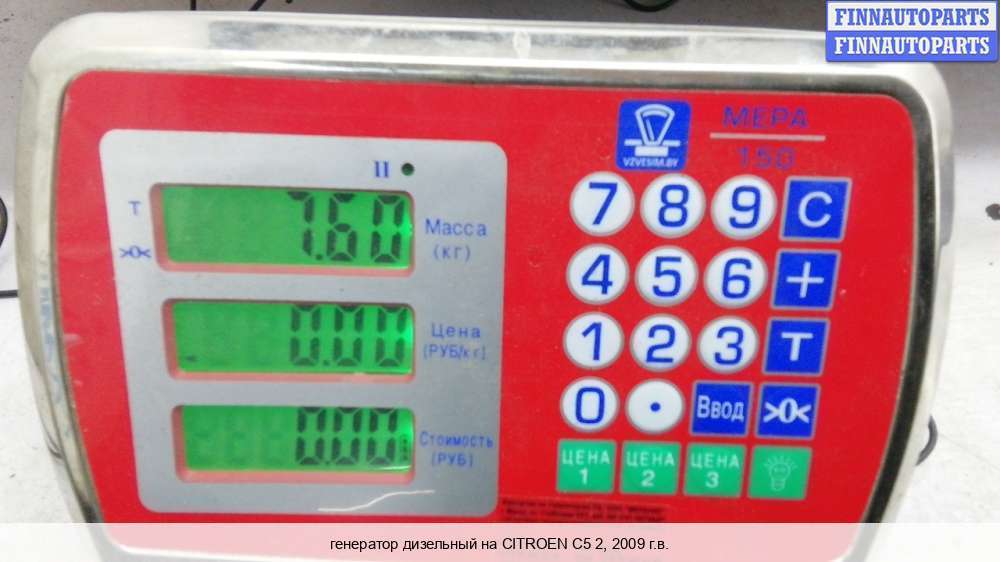 FINNAUTOPARTS
FINNAUTOPARTS
VZVESIM.BY
МЕРА
150
T
>0<
7.60
Масса
(кг)
0.00
Цена
(РУБ/кг)
0.00
Стоимость
(РУБ)
7 8 9 C
4 5 6 +
1 2 3 T
0 . Ввод >0<
ЦЕНА 1
ЦЕНА 2
ЦЕНА 3
генератор дизельный на CITROEN C5 2, 2009 г.в.